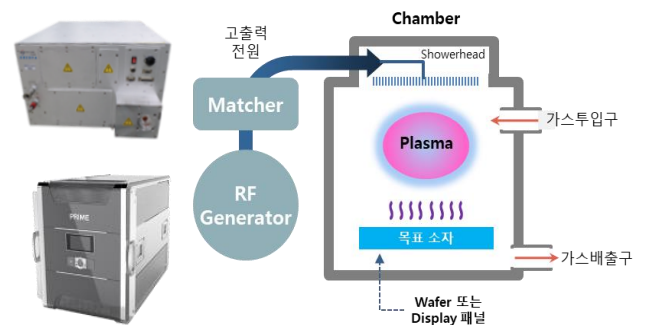 Chamber
고출력
전원
Showerhead
Matcher
가스투입구
Plasma
RF
Generator
PRIME
목표 소자
가스배출구
Wafer 또는
Display 패널